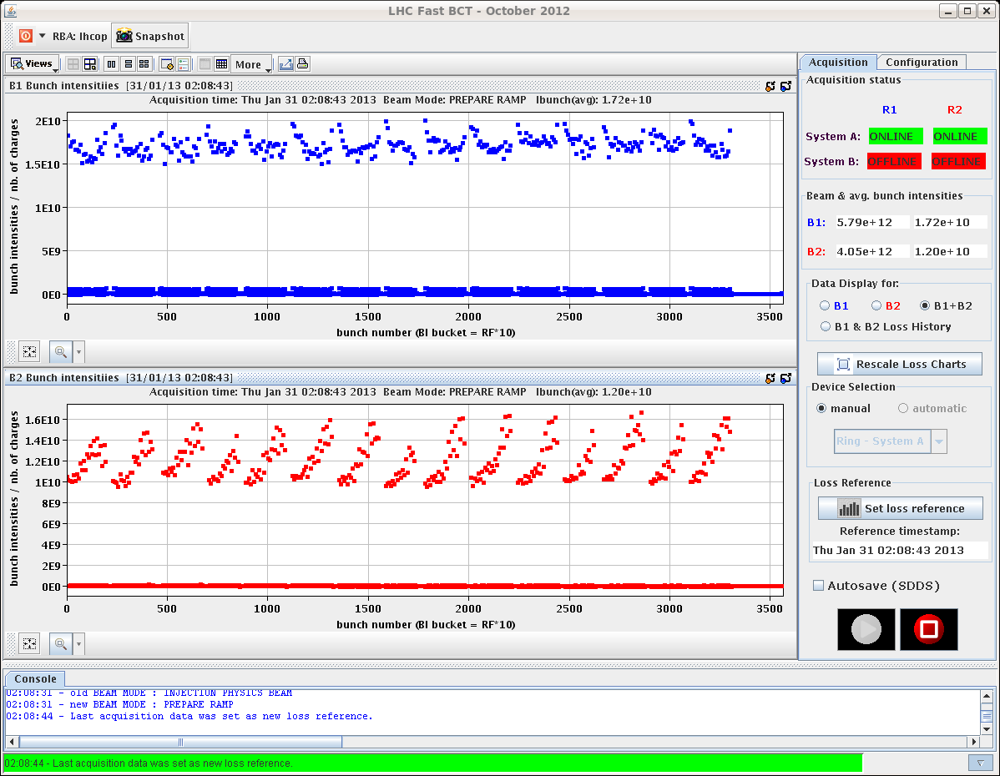 LHC Fast BCT - October 2012
RBA: lhcop Snapshot
Views More
B1 Bunch intensitiies [31/01/13 02:08:43]
Acquisition time: Thu Jan 31 02:08:43 2013 Beam Mode: PREPARE RAMP Ibunch(avg): 1.72e+10
bunch intensities / nb. of charges
2E10
1.5E10
1E10
5E9
0E0
0 500 1000 1500 2000 2500 3000 3500
bunch number (BI bucket = RF*10)
B2 Bunch intensitiies [31/01/13 02:08:43]
Acquisition time: Thu Jan 31 02:08:43 2013 Beam Mode: PREPARE RAMP Ibunch(avg): 1.20e+10
bunch intensities / nb. of charges
1.6E10
1.4E10
1.2E10
1E10
8E9
6E9
4E9
2E9
0E0
0 500 1000 1500 2000 2500 3000 3500
bunch number (BI bucket = RF*10)
Acquisition Configuration
Acquisition status
R1 R2
System A: ONLINE ONLINE
System B: OFFLINE OFFLINE
Beam & avg. bunch intensities
B1: 5.79e+12 1.72e+10
B2: 4.05e+12 1.20e+10
Data Display for:
B1 B2 B1+B2
B1 & B2 Loss History
Rescale Loss Charts
Device Selection
manual automatic
Ring - System A
Loss Reference
Set loss reference
Reference timestamp:
Thu Jan 31 02:08:43 2013
Autosave (SDDS)
Console
02:08:31 - old BEAM MODE : INJECTION PHYSICS BEAM
02:08:31 - new BEAM MODE : PREPARE RAMP
02:08:44 - Last acquisition data was set as new loss reference.
02:08:44 - Last acquisition data was set as new loss reference.